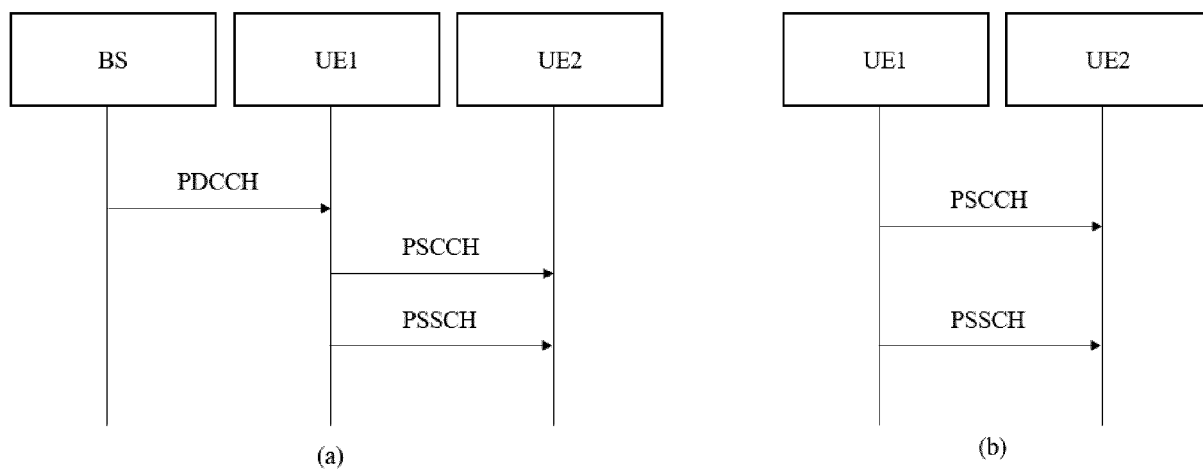 BS
UE1
UE2
PDCCH
PSCCH
PSSCH
(a)
UE1
UE2
PSCCH
PSSCH
(b)